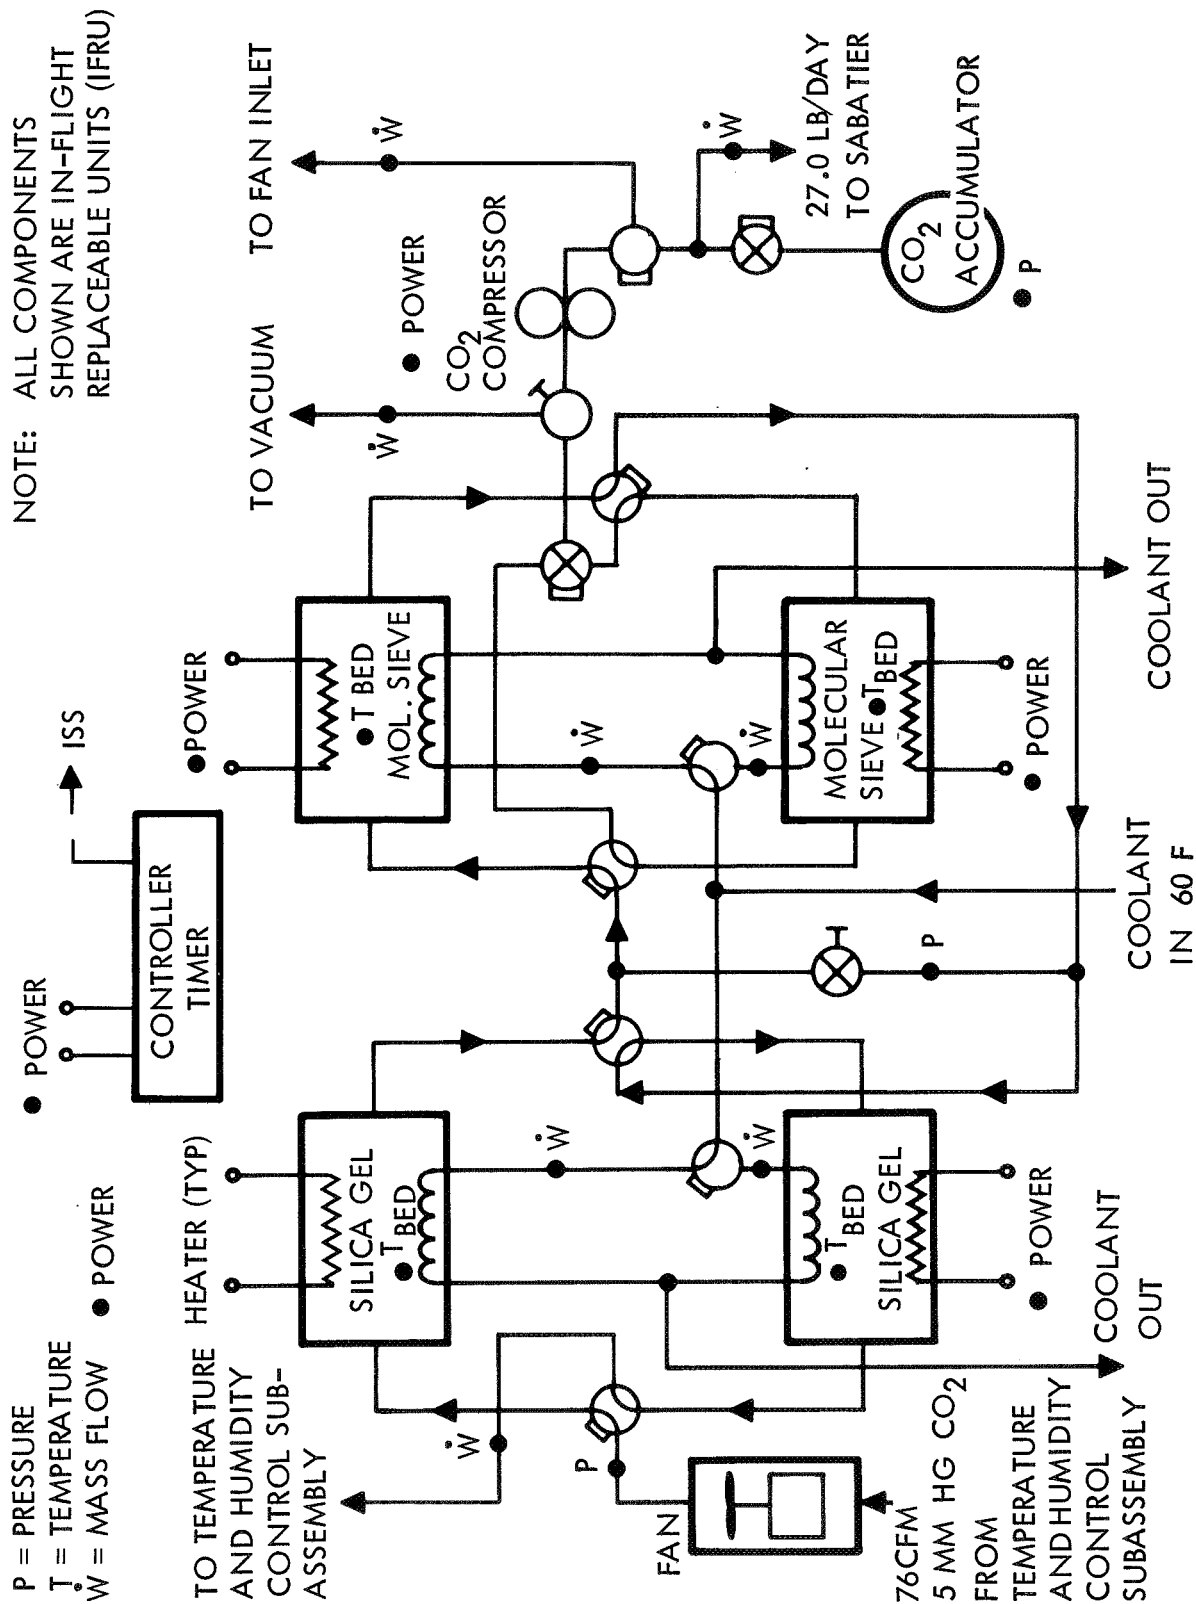 P = PRESSURE
T = TEMPERATURE
Ẇ = MASS FLOW
● POWER
● POWER
CONTROLLER
TIMER
ISS
NOTE: ALL COMPONENTS
SHOWN ARE IN-FLIGHT
REPLACEABLE UNITS (IFRU)
TO TEMPERATURE
AND HUMIDITY
CONTROL SUB-
ASSEMBLY
HEATER (TYP)
● POWER
TO VACUUM
TO FAN INLET
Ẇ
Ẇ
SILICA GEL
● T BED
● T BED
MOL. SIEVE
● POWER
CO2
COMPRESSOR
Ẇ
P
Ẇ
Ẇ
Ẇ
Ẇ
Ẇ
27.0 LB/DAY
TO SABATIER
FAN
● T BED
SILICA GEL
P
MOLECULAR
SIEVE ● T BED
CO2
ACCUMULATOR
● P
● POWER
● POWER
76CFM
5 MM HG CO2
FROM
TEMPERATURE
AND HUMIDITY
CONTROL
SUBASSEMBLY
COOLANT
OUT
COOLANT
IN 60 F
COOLANT OUT